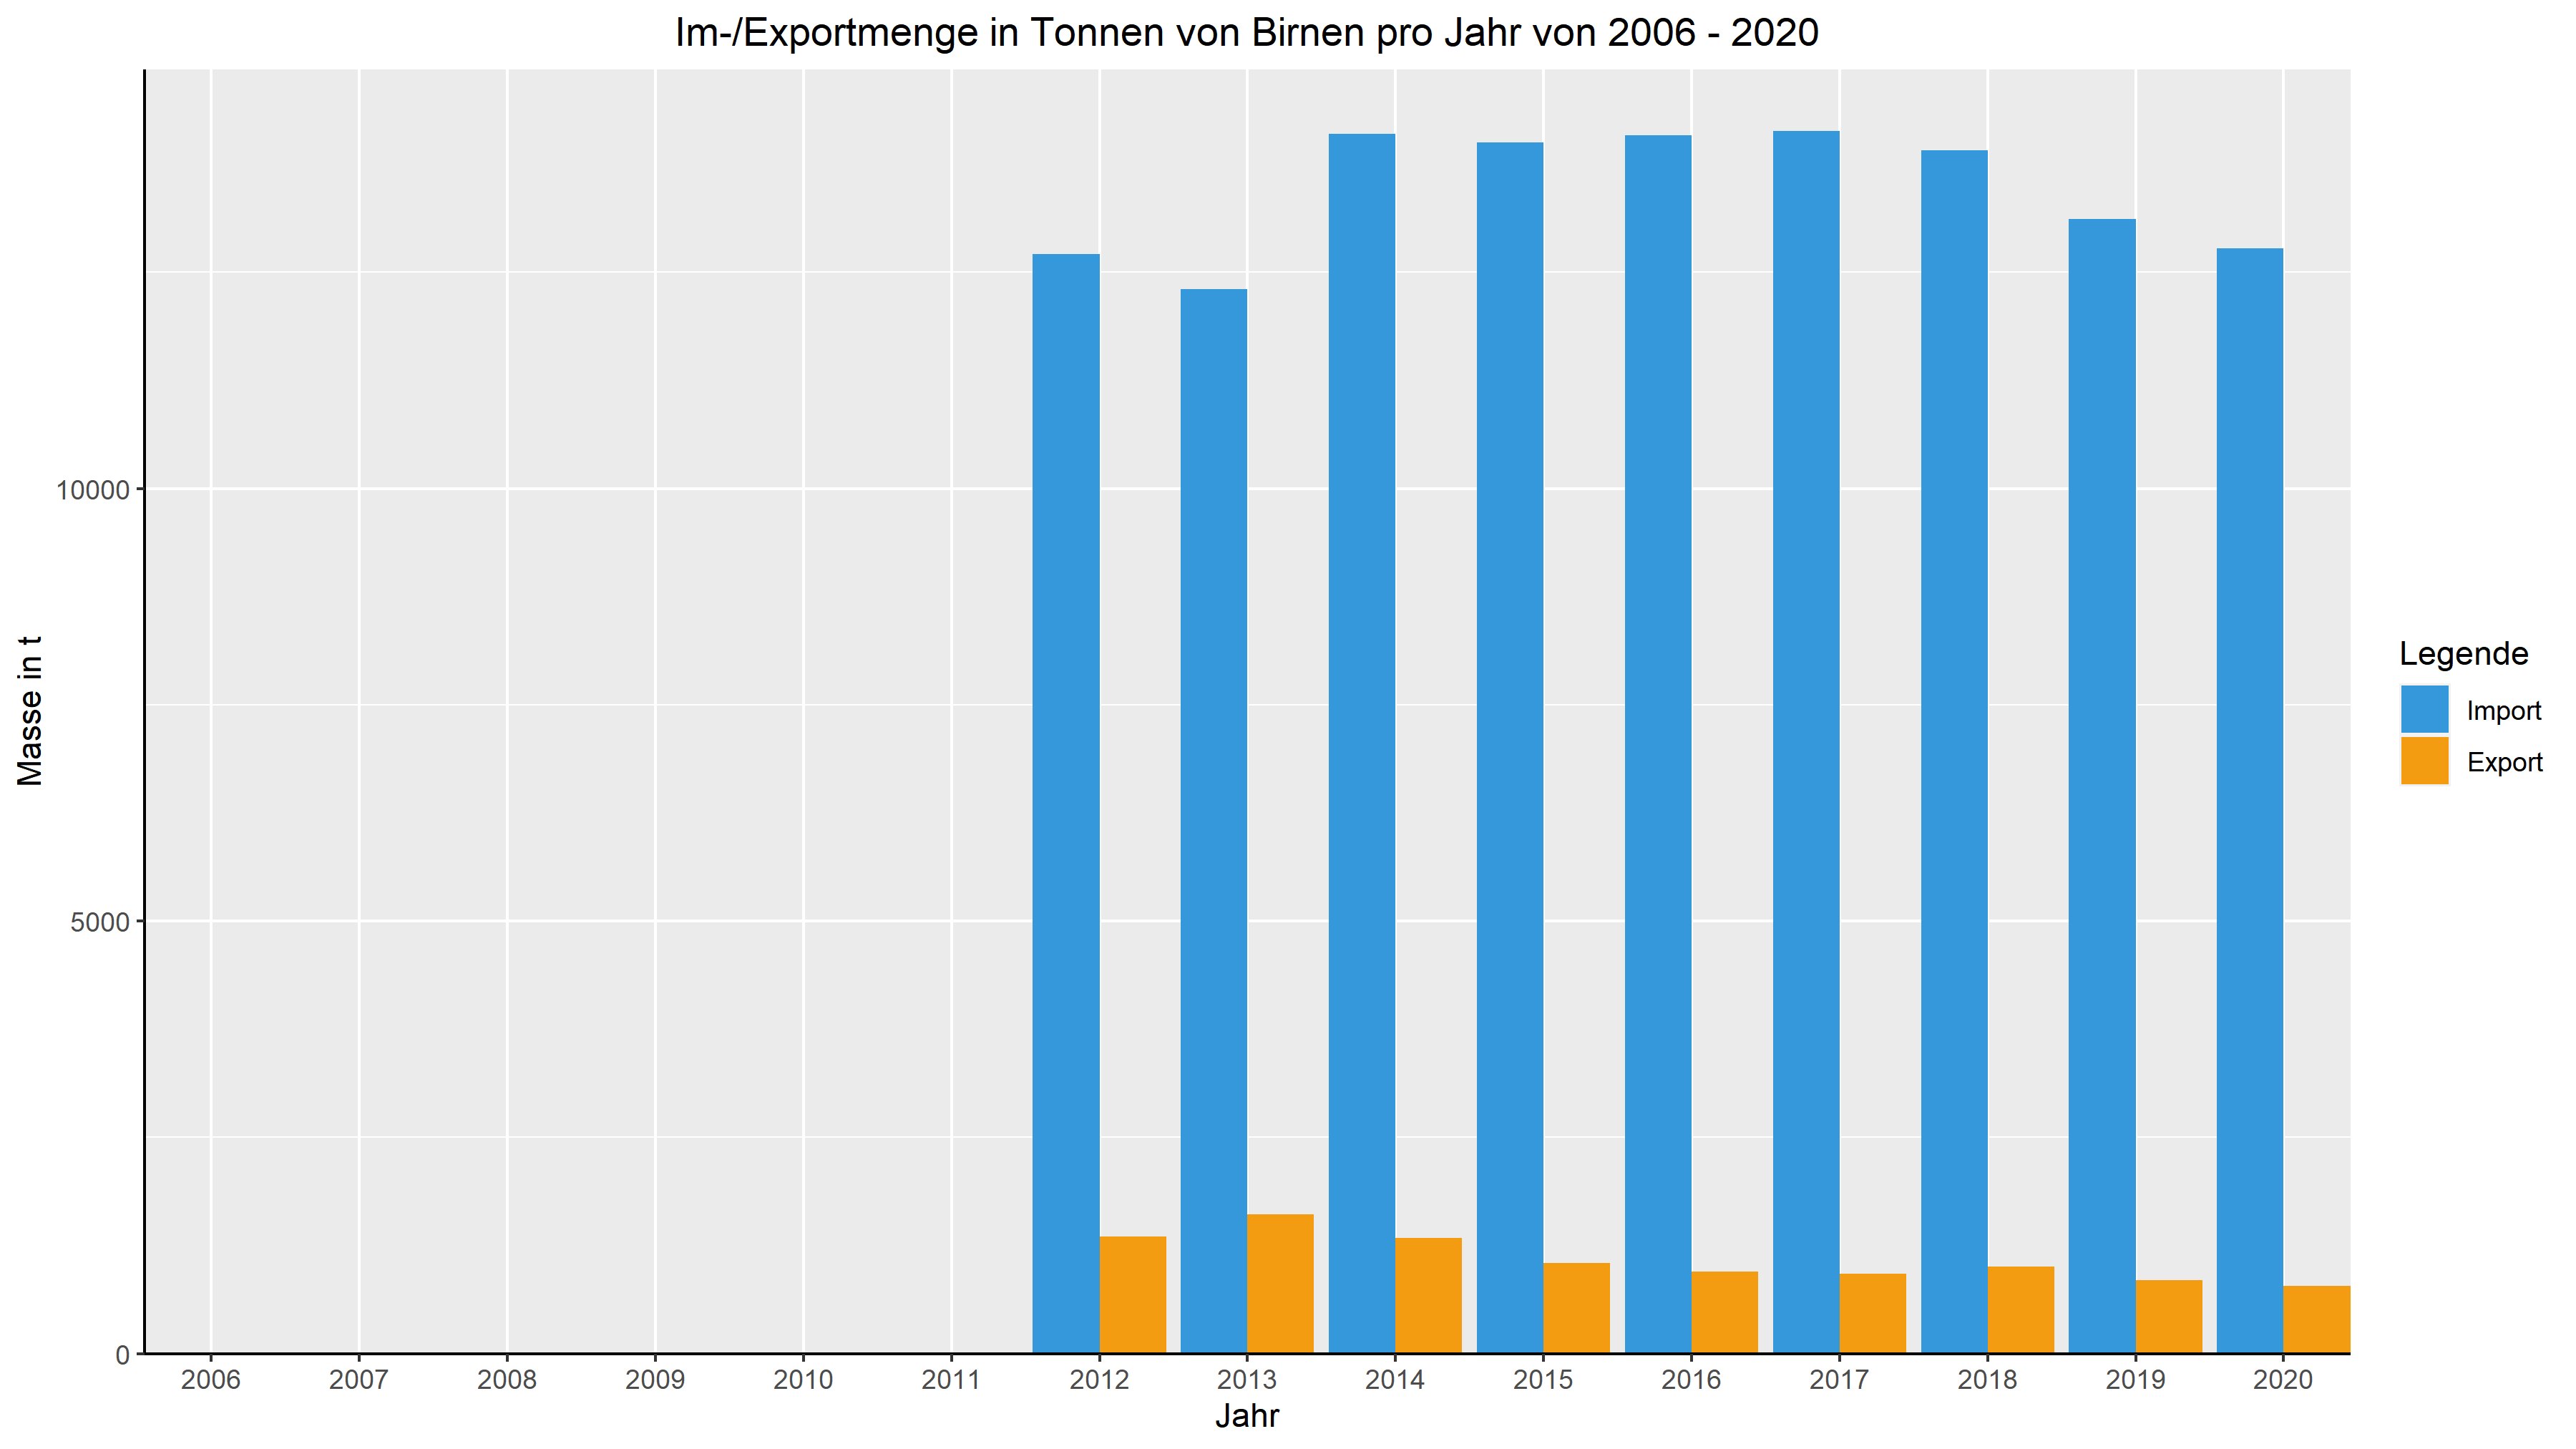 Im-/Exportmenge in Tonnen von Birnen pro Jahr von 2006 - 2020
Masse in t
10000
5000
0
2006 2007 2008 2009 2010 2011 2012 2013 2014 2015 2016 2017 2018 2019 2020
Jahr
Legende
Import
Export